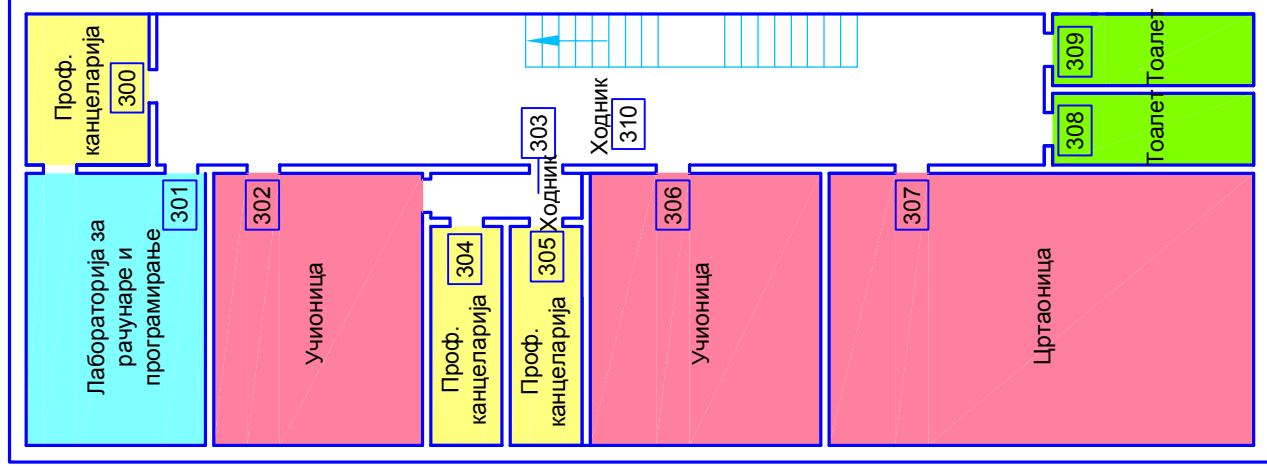 Проф.
канцеларија
300
Лабораторија за
рачунаре и
програмирање
301
302
Учионица
303
Ходник
Ходник
310
304
Проф.
канцеларија
305
Проф.
канцеларија
306
Учионица
307
Цртаоница
308
Тоалет
309
Тоалет